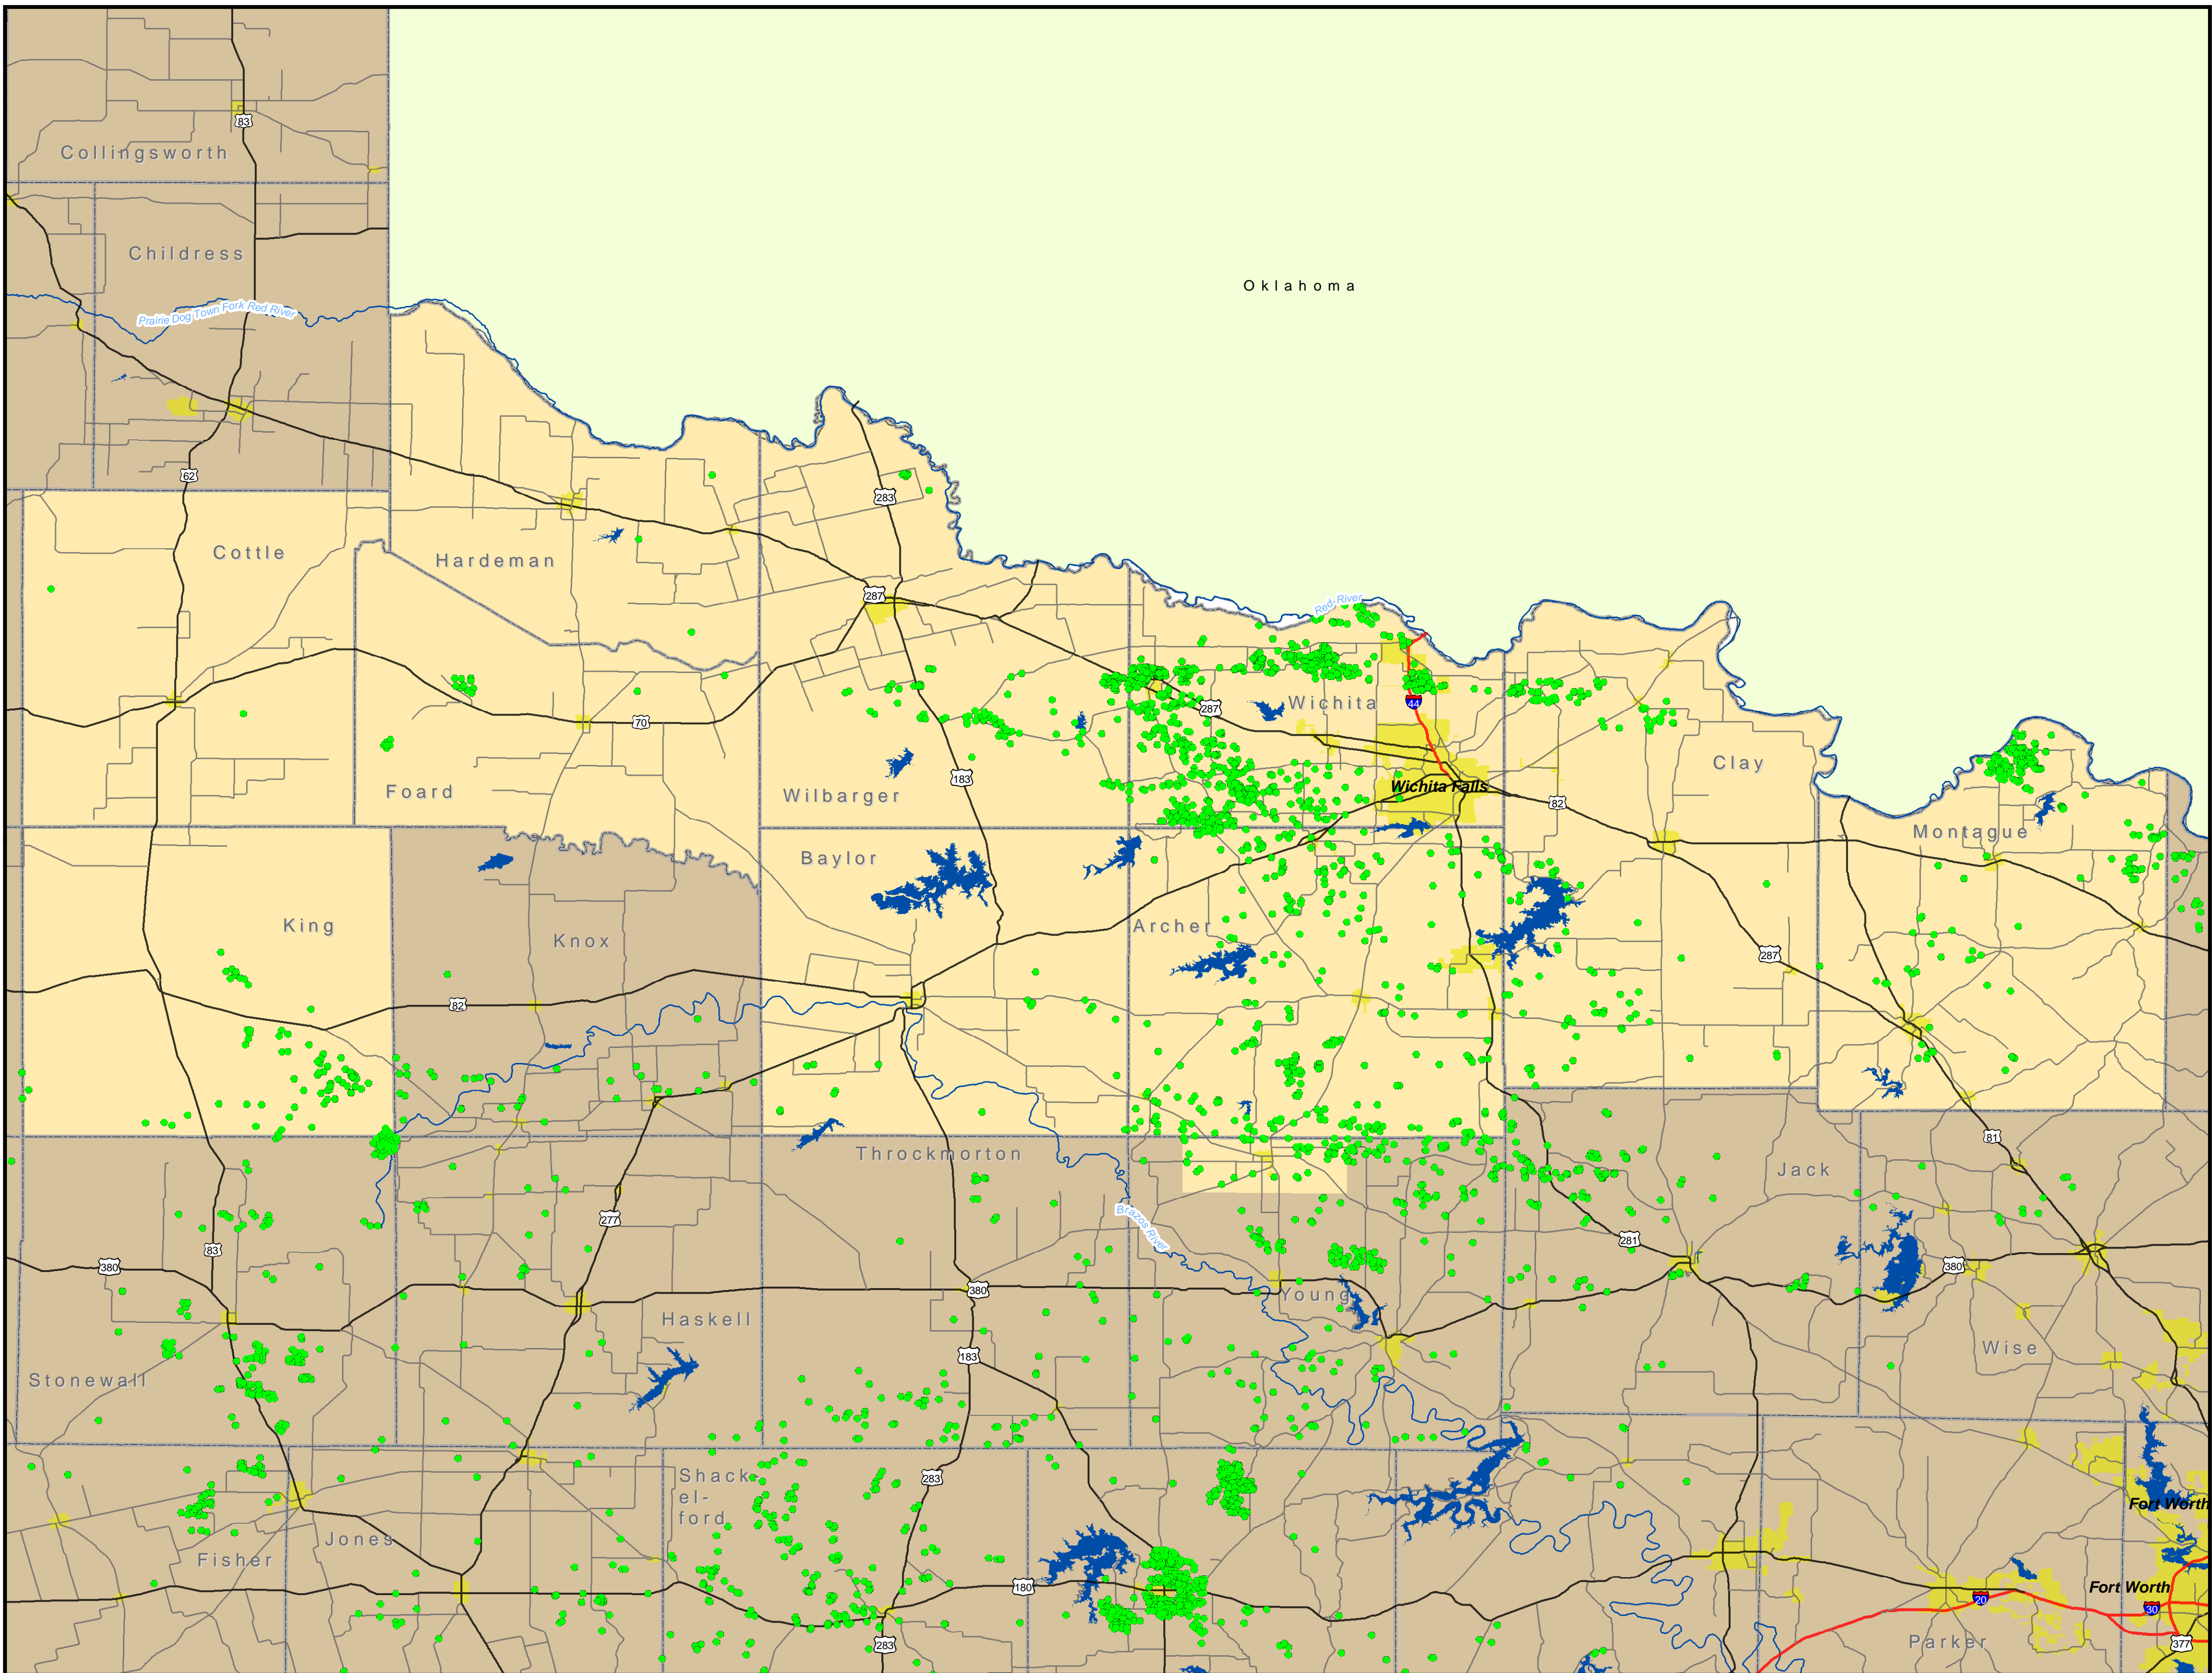 83
Collingsworth
Childress
Oklahoma
Prairie Dog Town Fork Red River
62
283
Cottle
Hardeman
287
Red River
70
287
Wichita
44
183
Clay
Foard
Wilbarger
Wichita Falls
82
Montague
Baylor
King
Knox
Archer
287
82
81
Throckmorton
Jack
Brazos River
277
83
281
380
380
380
Young
Haskell
Wise
183
Stonewall
Shack-
el-
ford
283
Fort Worth
Jones
Fisher
180
Fort Worth
20
30
283
Parker
377